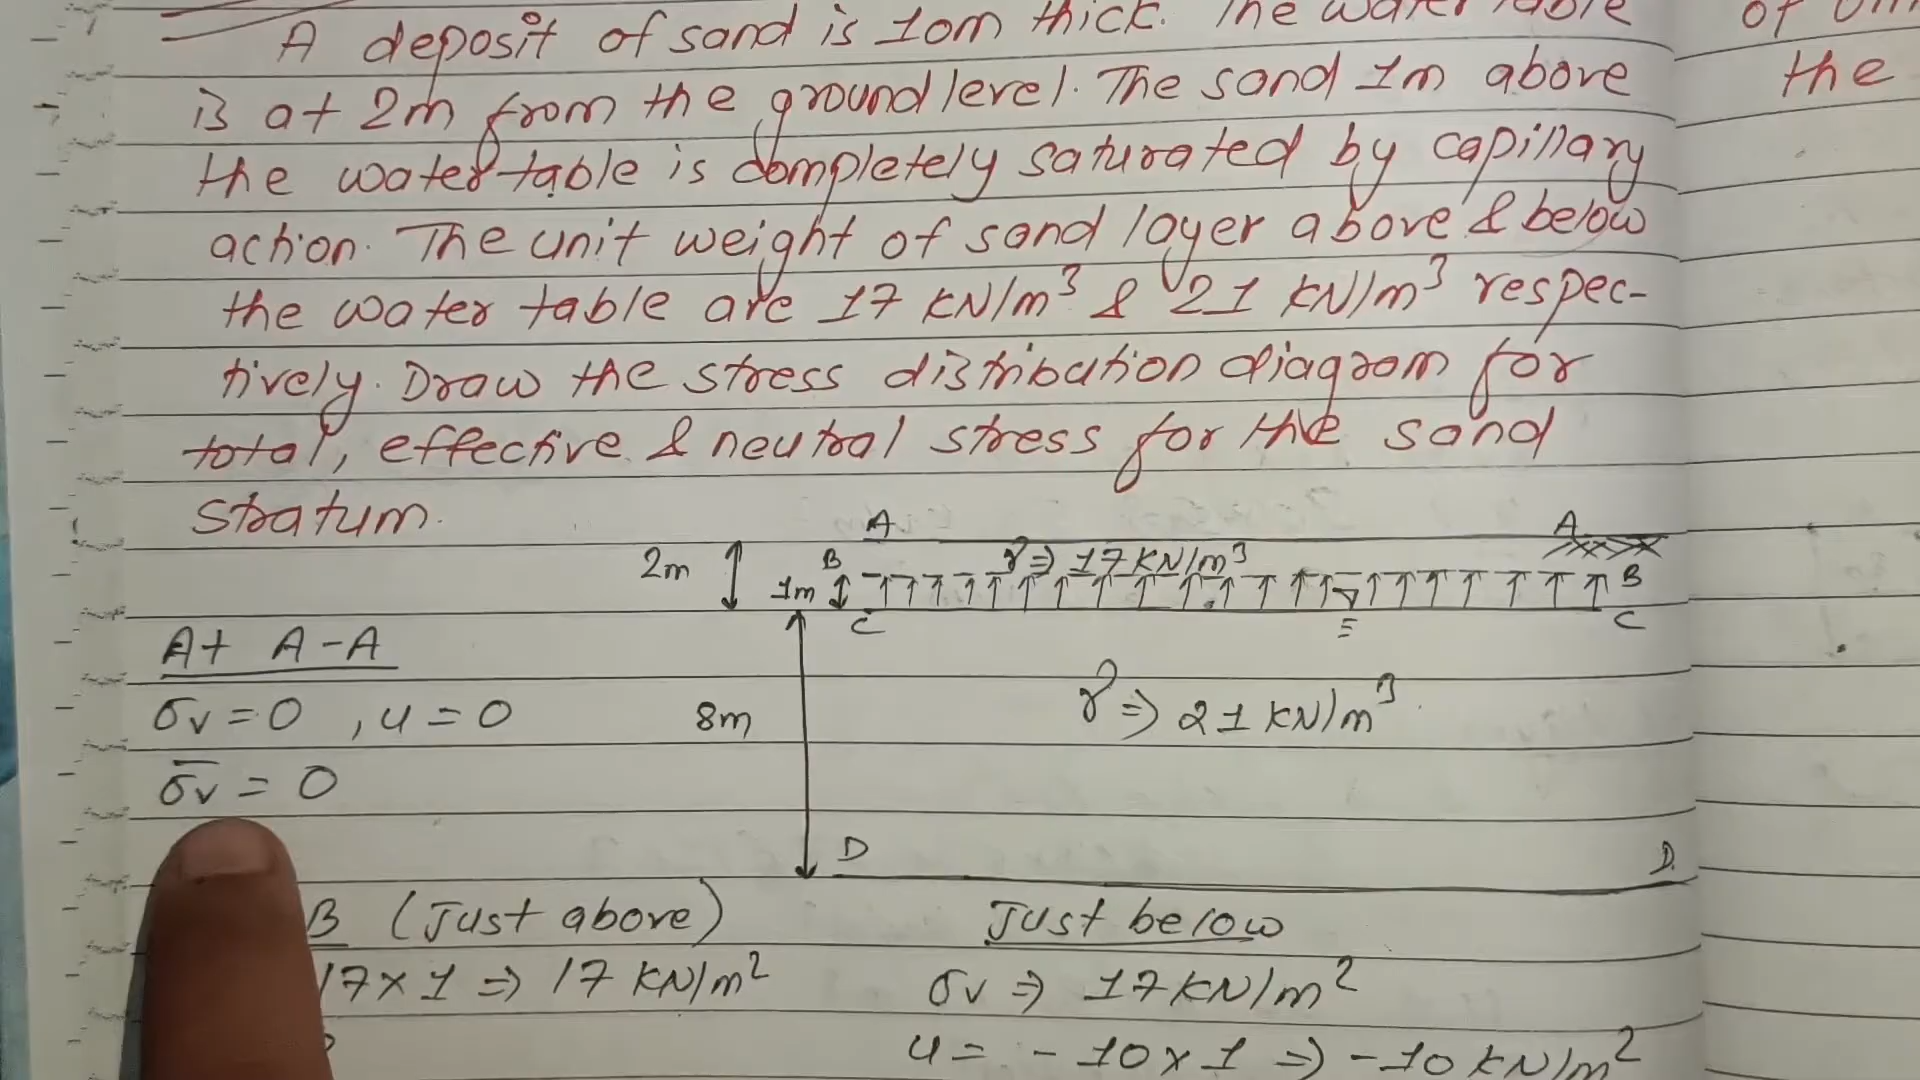 A deposit of sand is 10m thick. The water table
is at 2m from the ground level. The sand 1m above
the water table is completely saturated by capillary
action. The unit weight of sand layer above & below
the water table are 17 KN/m³ & 21 KN/m³ respec-
tively. Draw the stress distribution diagram for
total, effective & neutral stress for the sand
stratum.
of
the
A A
2m B γ⇒ 17 KN/m³
1m B
C C
At A-A
σv = 0 , u = 0
8m γ ⇒ 21 KN/m³
σ̄v = 0
D D.
B (Just above) Just below
17×1 ⇒ 17 KN/m² σv ⇒ 17 KN/m²
u = - 10×1 ⇒ -10 KN/m²